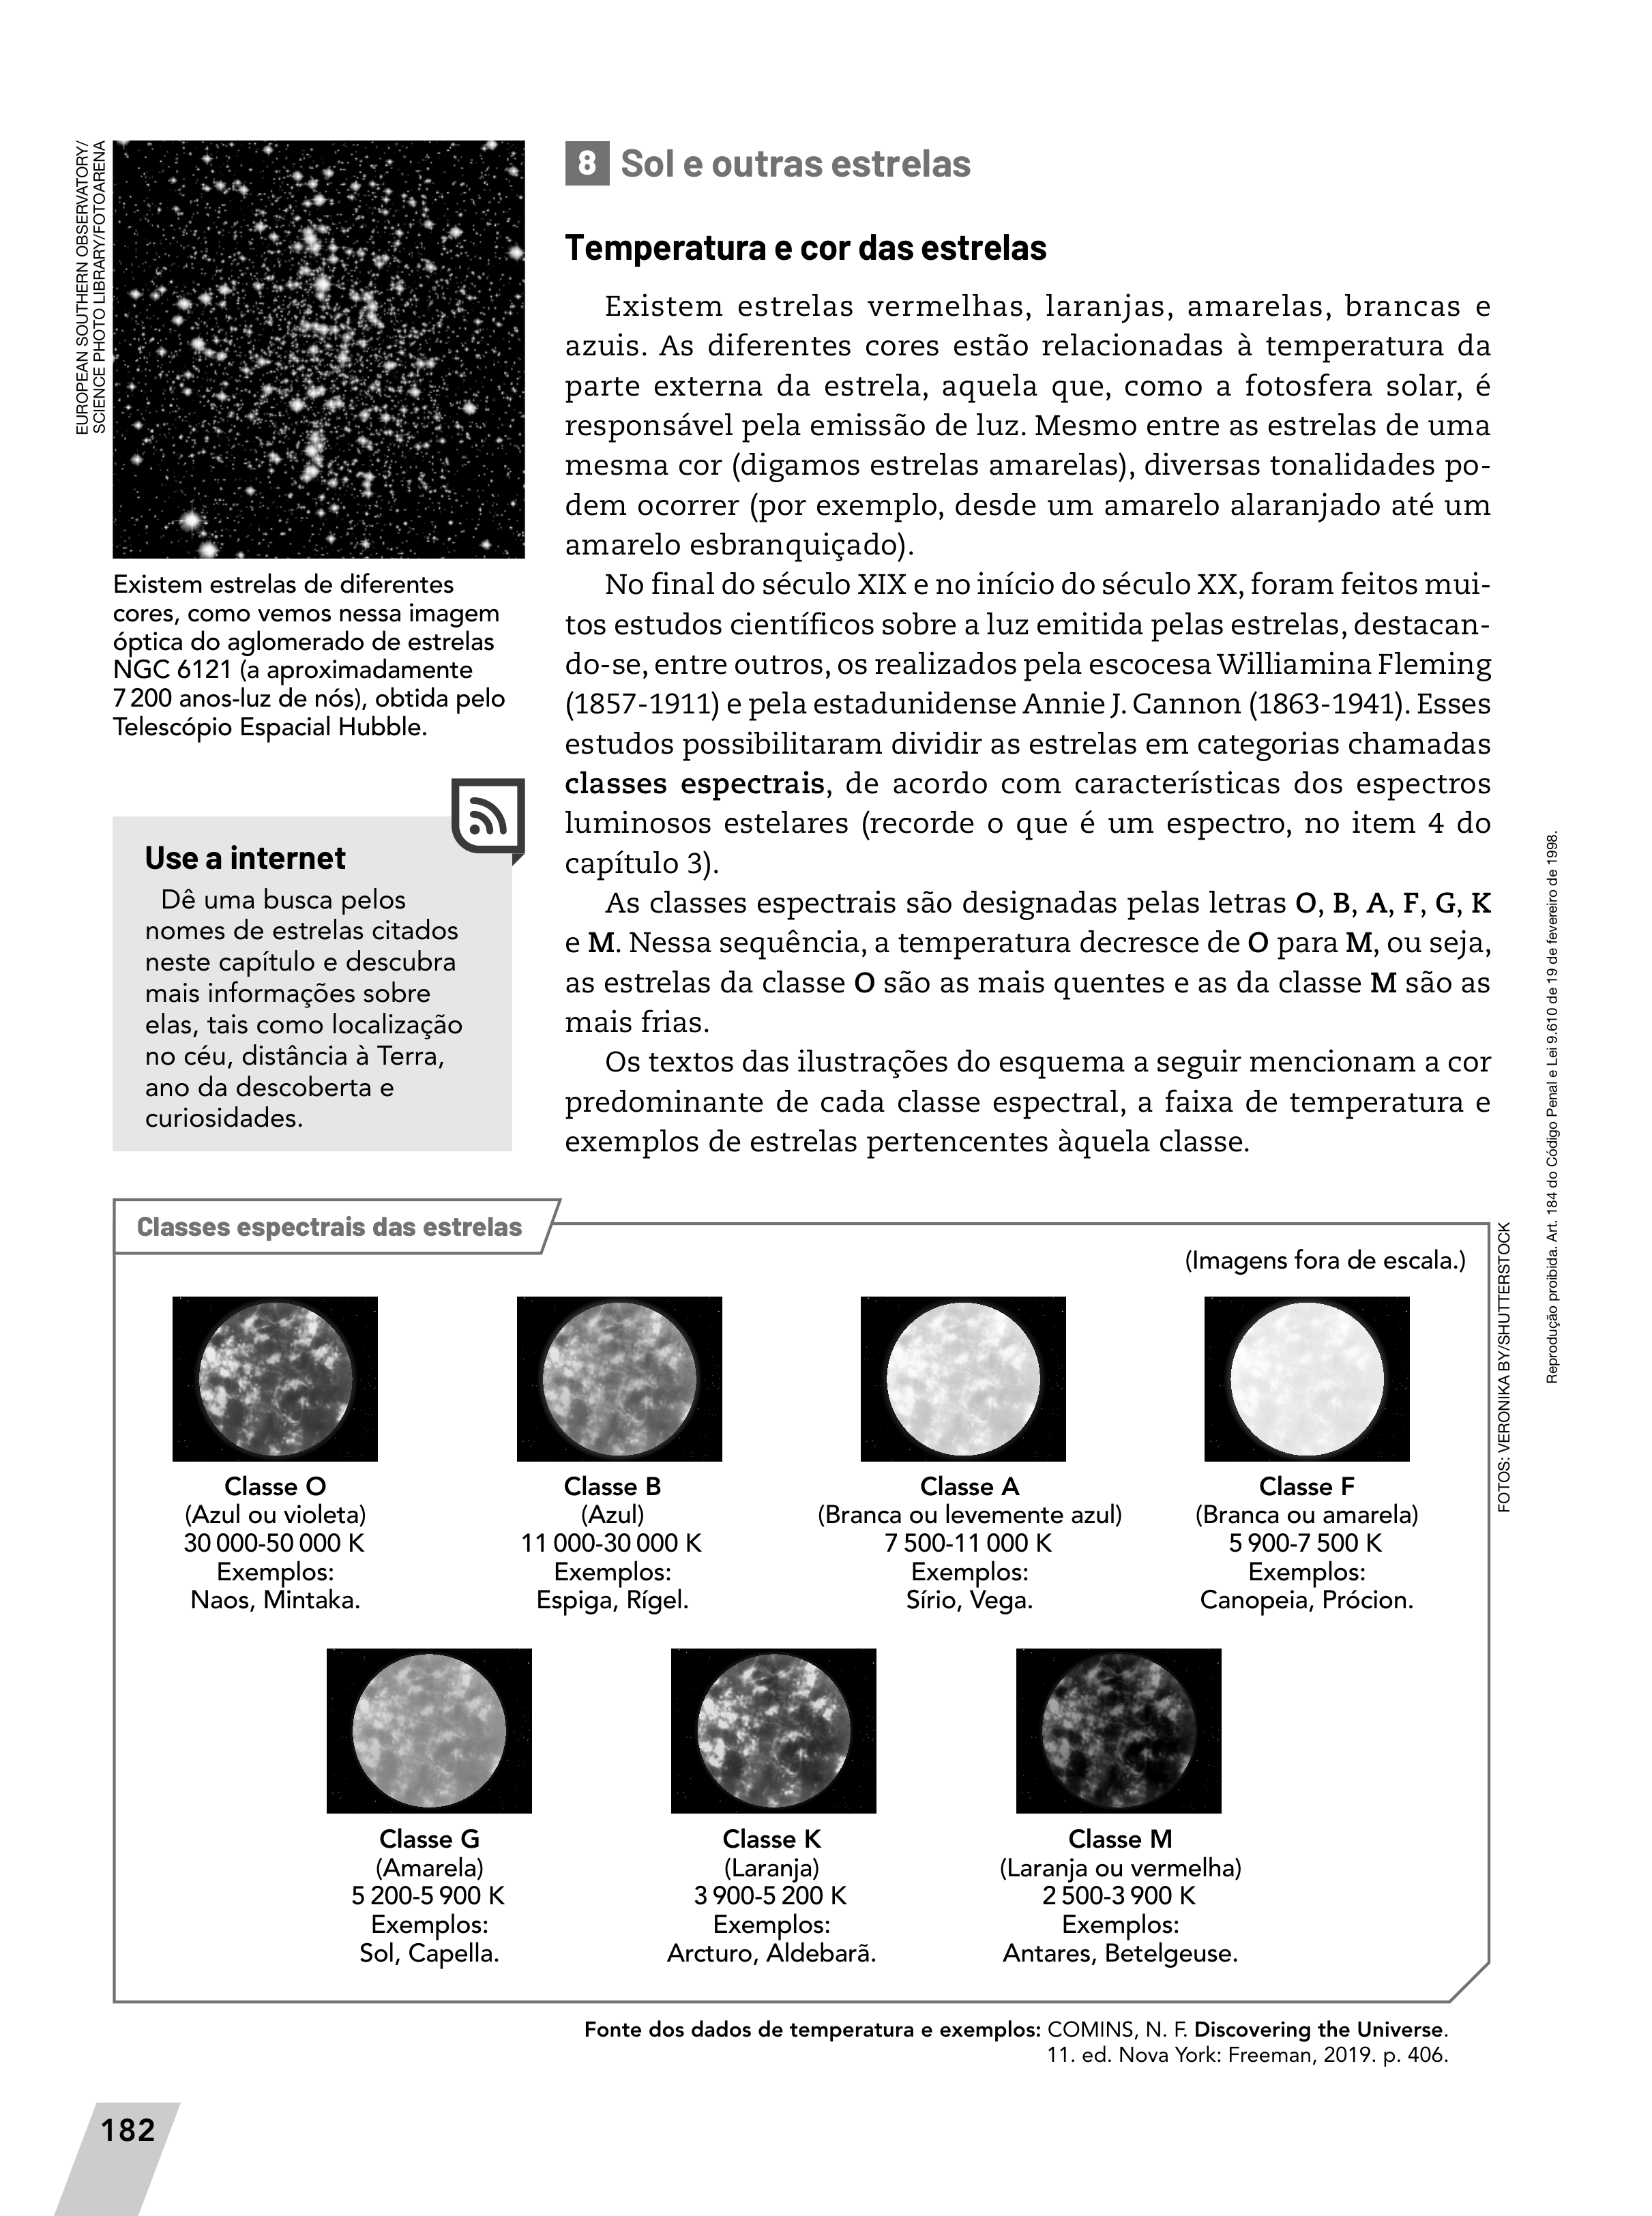 EUROPEAN SOUTHERN OBSERVATORY/
SCIENCE PHOTO LIBRARY/FOTOARENA
Existem estrelas de diferentes
cores, como vemos nessa imagem
óptica do aglomerado de estrelas
NGC 6121 (a aproximadamente
7 200 anos-luz de nós), obtida pelo
Telescópio Espacial Hubble.
Use a internet
Dê uma busca pelos
nomes de estrelas citados
neste capítulo e descubra
mais informações sobre
elas, tais como localização
no céu, distância à Terra,
ano da descoberta e
curiosidades.
8 Sol e outras estrelas
Temperatura e cor das estrelas
Existem estrelas vermelhas, laranjas, amarelas, brancas e
azuis. As diferentes cores estão relacionadas à temperatura da
parte externa da estrela, aquela que, como a fotosfera solar, é
responsável pela emissão de luz. Mesmo entre as estrelas de uma
mesma cor (digamos estrelas amarelas), diversas tonalidades po-
dem ocorrer (por exemplo, desde um amarelo alaranjado até um
amarelo esbranquiçado).
No final do século XIX e no início do século XX, foram feitos mui-
tos estudos científicos sobre a luz emitida pelas estrelas, destacan-
do-se, entre outros, os realizados pela escocesa Williamina Fleming
(1857-1911) e pela estadunidense Annie J. Cannon (1863-1941). Esses
estudos possibilitaram dividir as estrelas em categorias chamadas
classes espectrais, de acordo com características dos espectros
luminosos estelares (recorde o que é um espectro, no item 4 do
capítulo 3).
As classes espectrais são designadas pelas letras O, B, A, F, G, K
e M. Nessa sequência, a temperatura decresce de O para M, ou seja,
as estrelas da classe O são as mais quentes e as da classe M são as
mais frias.
Os textos das ilustrações do esquema a seguir mencionam a cor
predominante de cada classe espectral, a faixa de temperatura e
exemplos de estrelas pertencentes àquela classe.
Reprodução proibida. Art. 184 do Código Penal e Lei 9.610 de 19 de fevereiro de 1998.
Classes espectrais das estrelas
(Imagens fora de escala.)
FOTOS: VERONIKA BY/SHUTTERSTOCK
Classe O
(Azul ou violeta)
30 000-50 000 K
Exemplos:
Naos, Mintaka.
Classe B
(Azul)
11 000-30 000 K
Exemplos:
Espiga, Rígel.
Classe A
(Branca ou levemente azul)
7 500-11 000 K
Exemplos:
Sírio, Vega.
Classe F
(Branca ou amarela)
5 900-7 500 K
Exemplos:
Canopeia, Prócion.
Classe G
(Amarela)
5 200-5 900 K
Exemplos:
Sol, Capella.
Classe K
(Laranja)
3 900-5 200 K
Exemplos:
Arcturo, Aldebarã.
Classe M
(Laranja ou vermelha)
2 500-3 900 K
Exemplos:
Antares, Betelgeuse.
Fonte dos dados de temperatura e exemplos: COMINS, N. F. Discovering the Universe.
11. ed. Nova York: Freeman, 2019. p. 406.
182